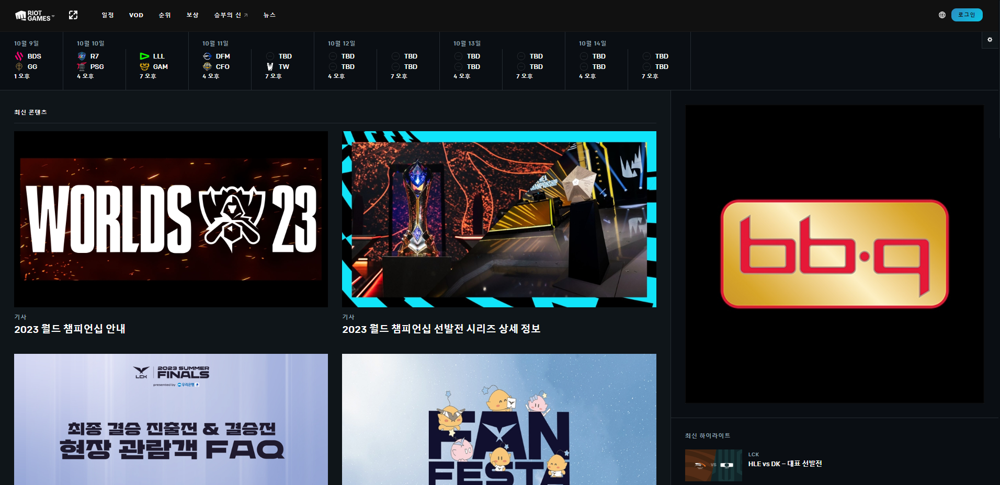 RIOT
GAMES
일정
VOD
순위
보상
승부의 신
뉴스
로그인
10월 9일
BDS
GG
1 오후
10월 10일
R7
PSG
4 오후
LLL
GAM
7 오후
10월 11일
DFM
CFO
4 오후
TBD
TW
7 오후
10월 12일
TBD
TBD
4 오후
TBD
TBD
7 오후
10월 13일
TBD
TBD
4 오후
TBD
TBD
7 오후
10월 14일
TBD
TBD
4 오후
TBD
TBD
7 오후
최신 콘텐츠
WORLDS 23
기사
2023 월드 챔피언십 안내
CHAMPIONSHIP
기사
2023 월드 챔피언십 선발전 시리즈 상세 정보
LCK
2023 SUMMER
FINALS
presented by 우리은행
최종 결승 진출전 & 결승전
현장 관람객 FAQ
FAN
FESTA
bb.q
최신 하이라이트
VS
LCK
HLE vs DK – 대표 선발전